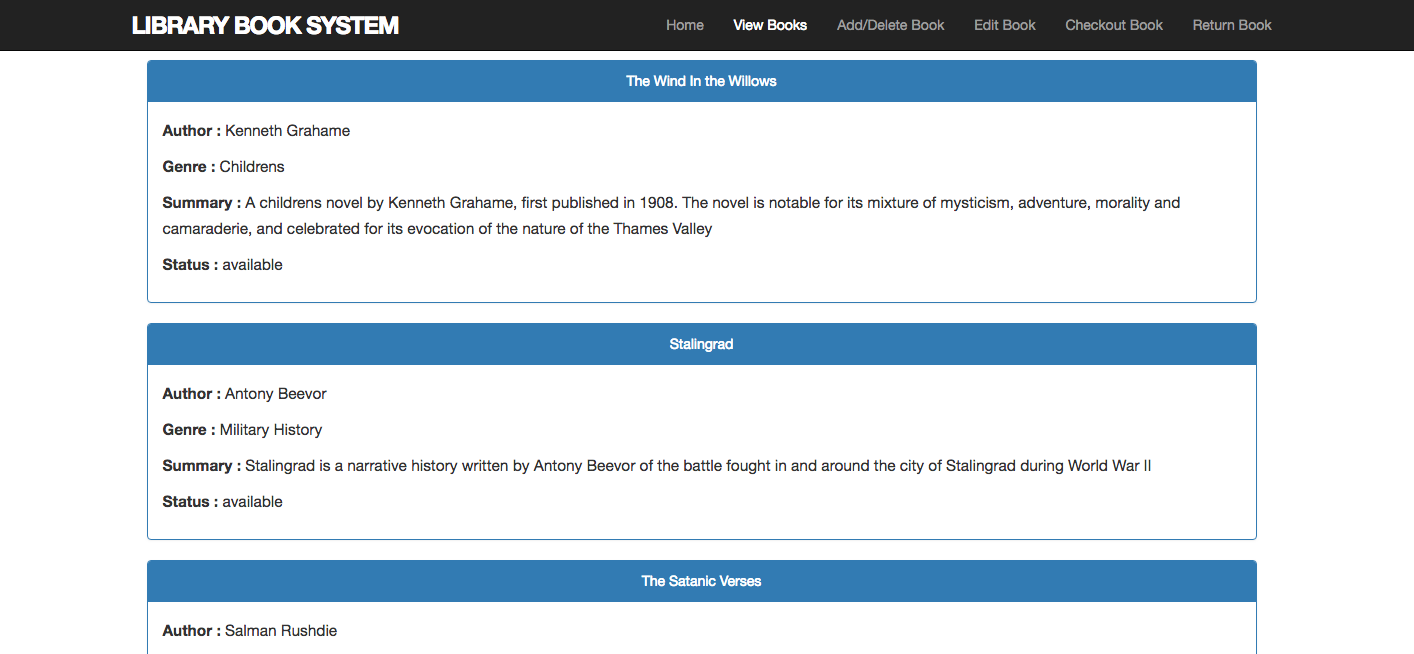 LIBRARY BOOK SYSTEM Home View Books Add/Delete Book Edit Book Checkout Book Return Book
The Wind In the Willows
Author : Kenneth Grahame
Genre : Childrens
Summary : A childrens novel by Kenneth Grahame, first published in 1908. The novel is notable for its mixture of mysticism, adventure, morality and
camaraderie, and celebrated for its evocation of the nature of the Thames Valley
Status : available
Stalingrad
Author : Antony Beevor
Genre : Military History
Summary : Stalingrad is a narrative history written by Antony Beevor of the battle fought in and around the city of Stalingrad during World War II
Status : available
The Satanic Verses
Author : Salman Rushdie